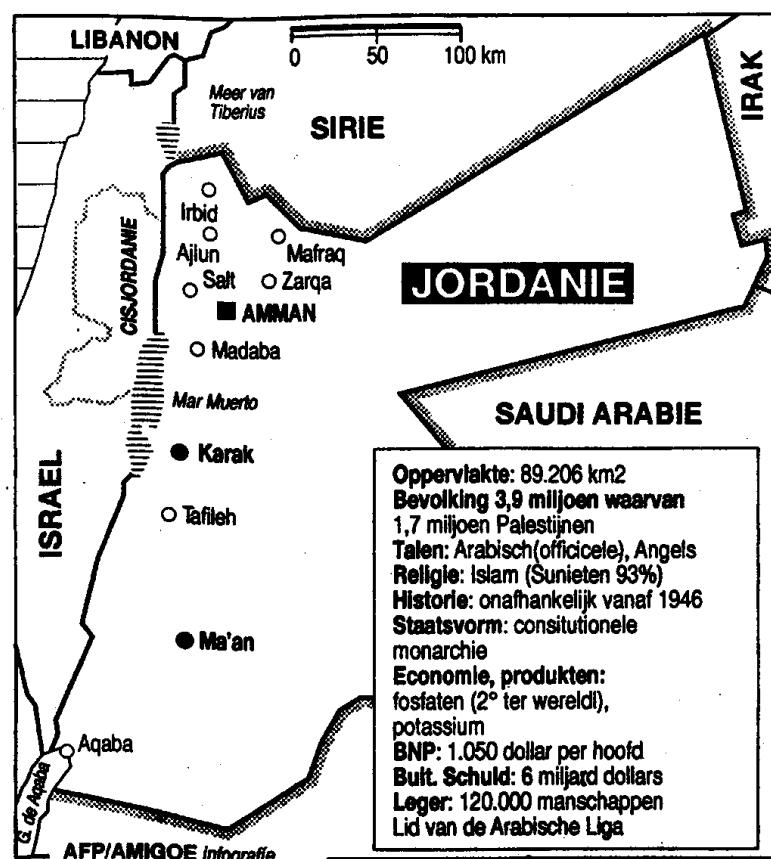 LIBANON
0 50 100 km
Meer van
Tiberius
SIRIE
IRAK
Irbid
Ajlun
Mafraq
CISJORDANIE
Salt
Zarqa
JORDANIE
AMMAN
Madaba
Mar Muerto
SAUDI ARABIE
Karak
ISRAEL
Tafileh
Ma'an
Aqaba
G. de Aqaba
Oppervlakte: 89.206 km2
Bevolking 3,9 miljoen waarvan
1,7 miljoen Palestijnen
Talen: Arabisch(officicele), Angels
Religie: Islam (Sunieten 93%)
Historie: onafhankelijk vanaf 1946
Staatsvorm: consitutionele
monarchie
Economie, produkten:
fosfaten (2° ter wereldl),
potassium
BNP: 1.050 dollar per hoofd
Buit. Schuld: 6 miljard dollars
Leger: 120.000 manschappen
Lid van de Arabische Liga
AFP/AMIGOE infografie